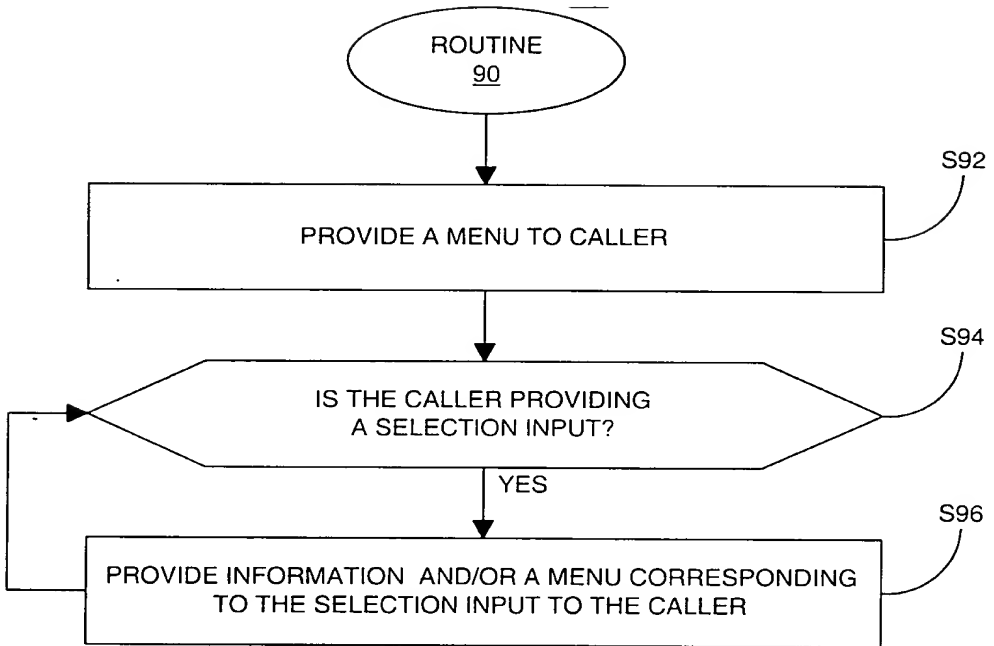 ROUTINE
90
S92
PROVIDE A MENU TO CALLER
S94
IS THE CALLER PROVIDING
A SELECTION INPUT?
YES
S96
PROVIDE INFORMATION AND/OR A MENU CORRESPONDING
TO THE SELECTION INPUT TO THE CALLER